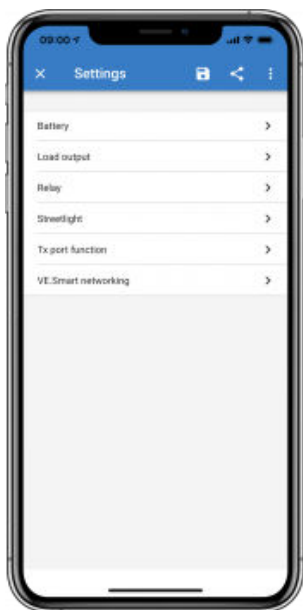 09:00
Settings
Battery
Load output
Relay
Streetlight
Tx port function
VE.Smart networking